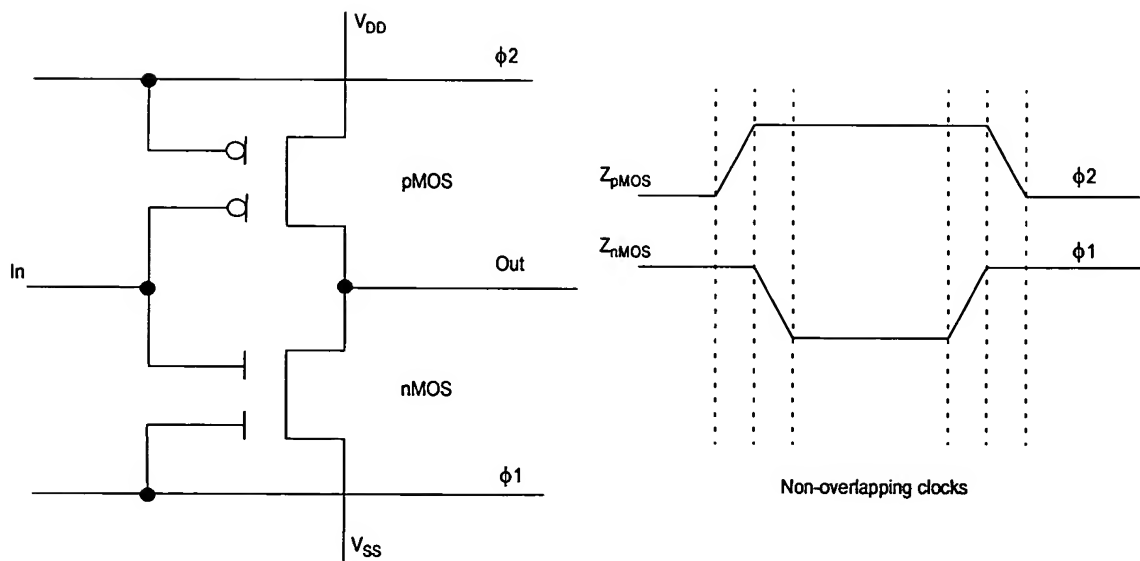 V_DD
ϕ2
pMOS
In
Out
nMOS
ϕ1
V_SS
Z_pMOS
ϕ2
Z_nMOS
ϕ1
Non-overlapping clocks